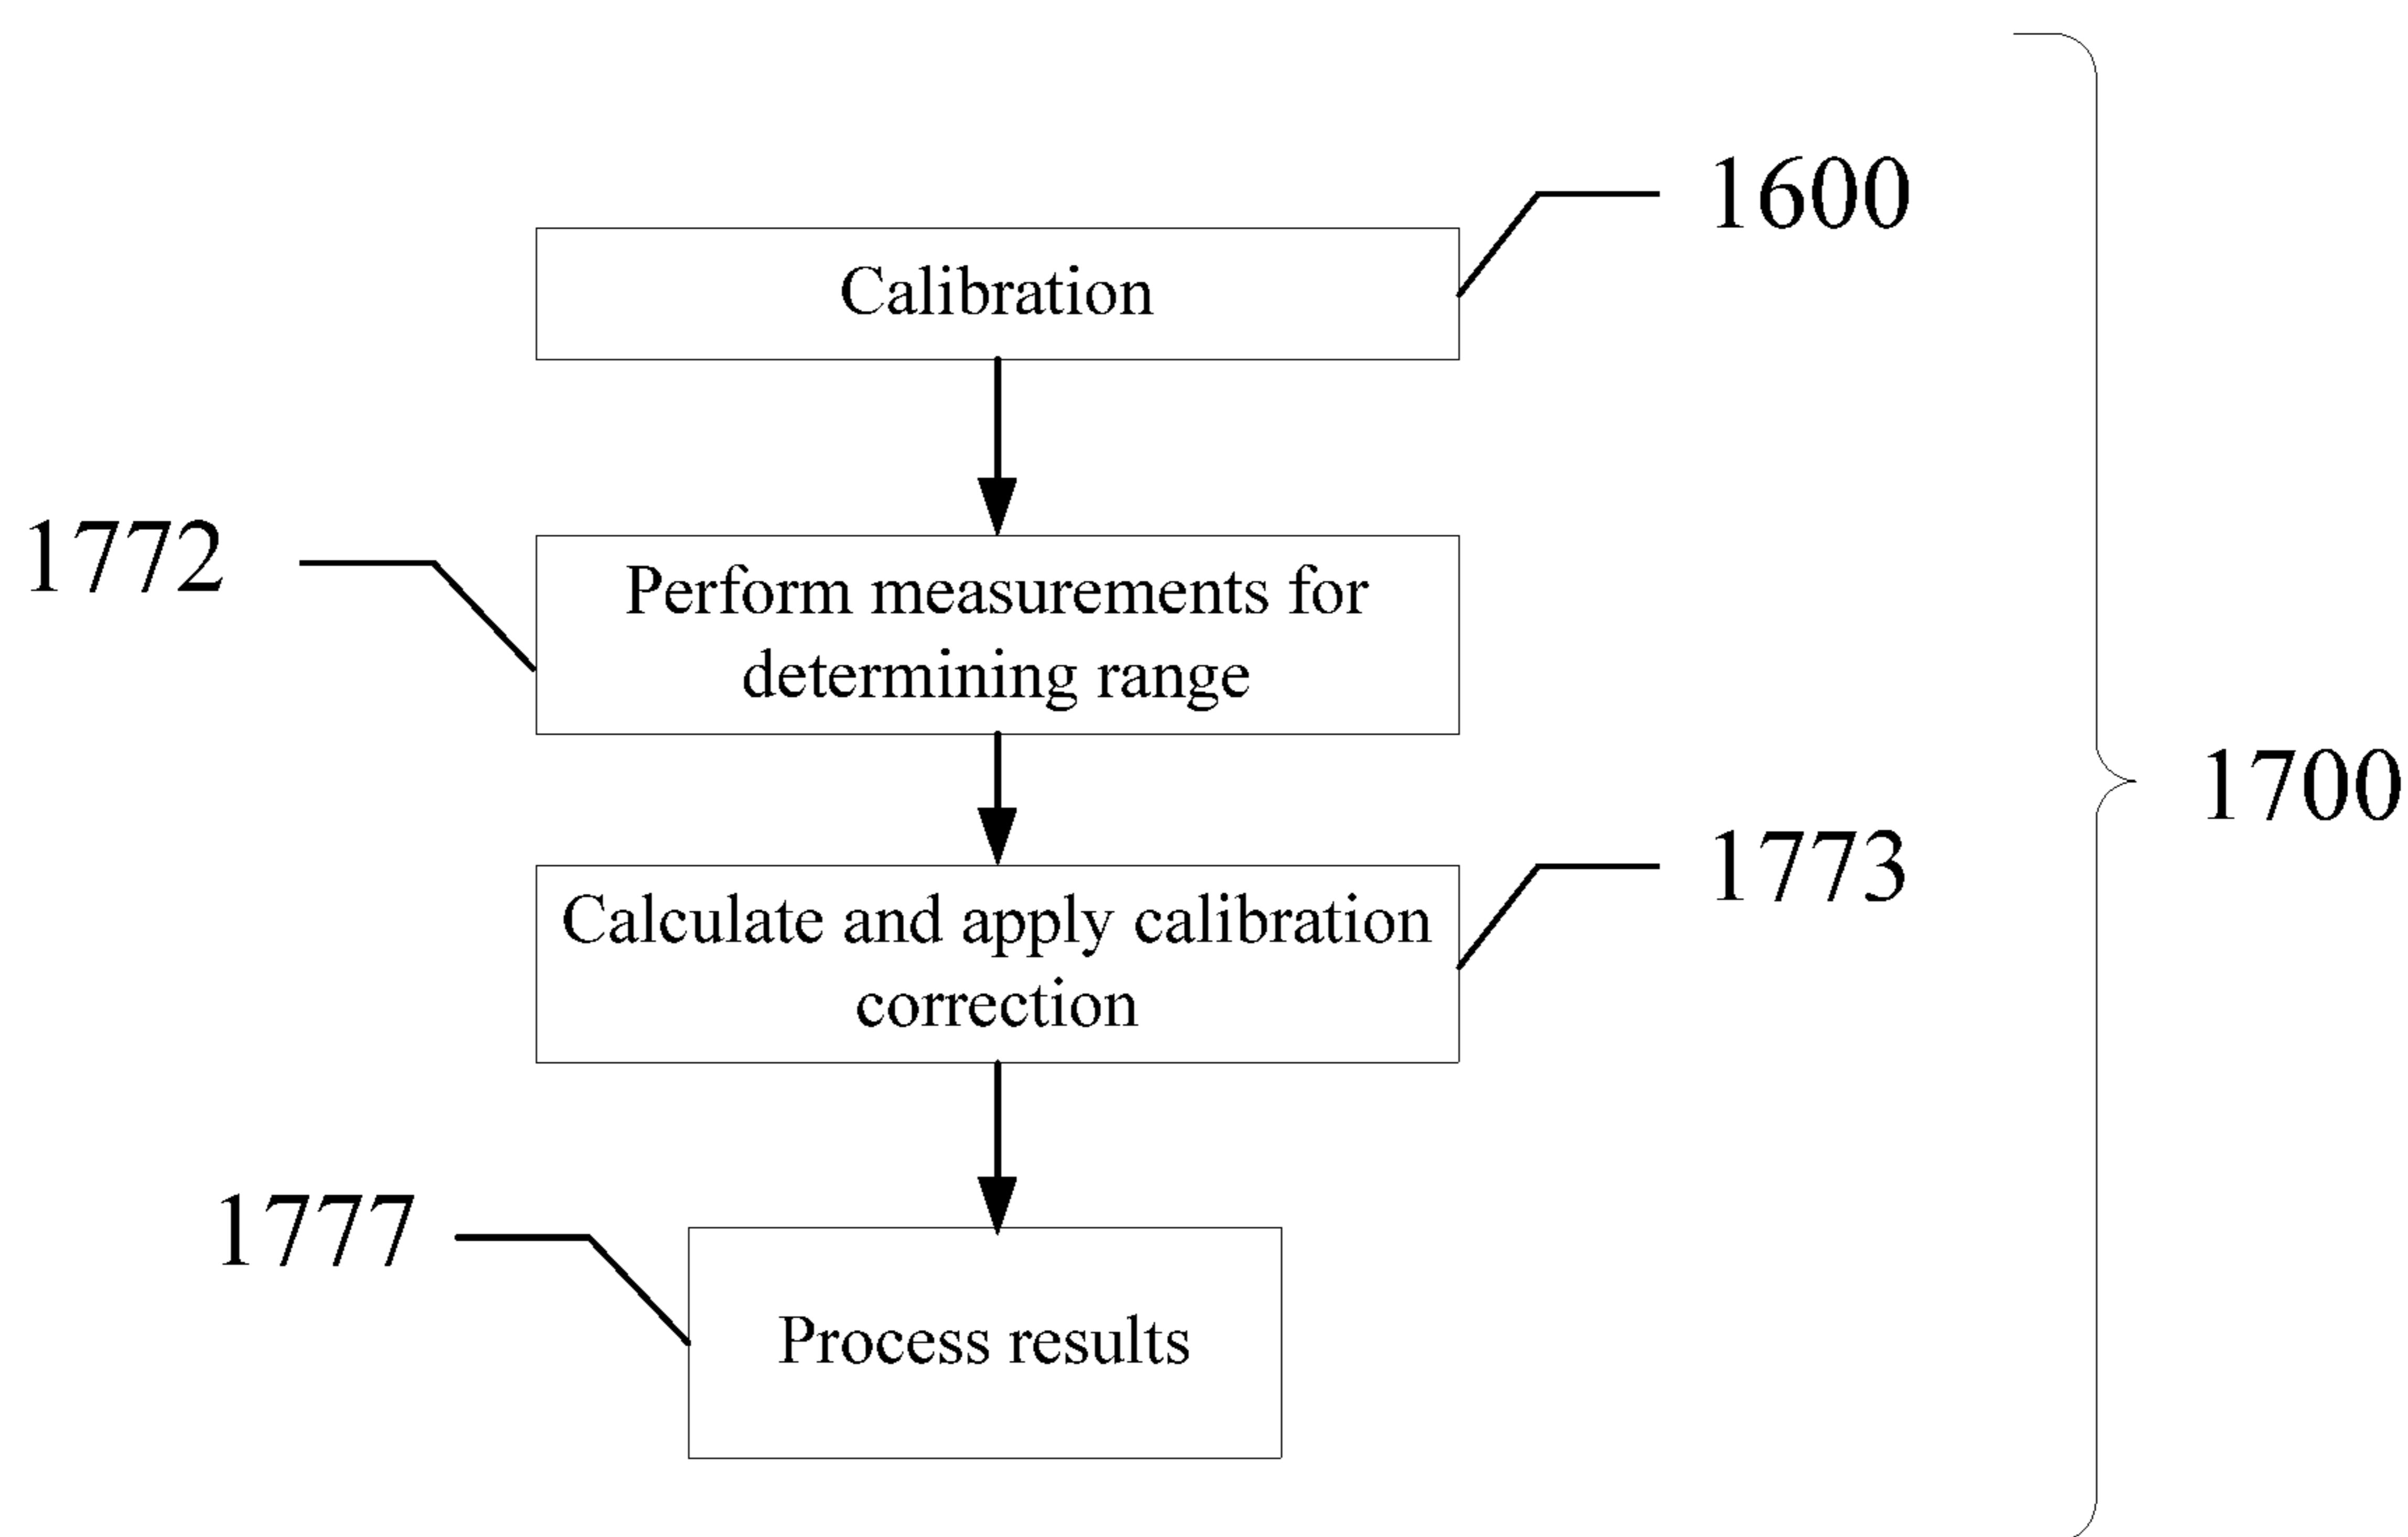 1600
Calibration
1772
Perform measurements for
determining range
1700
1773
Calculate and apply calibration
correction
1777
Process results